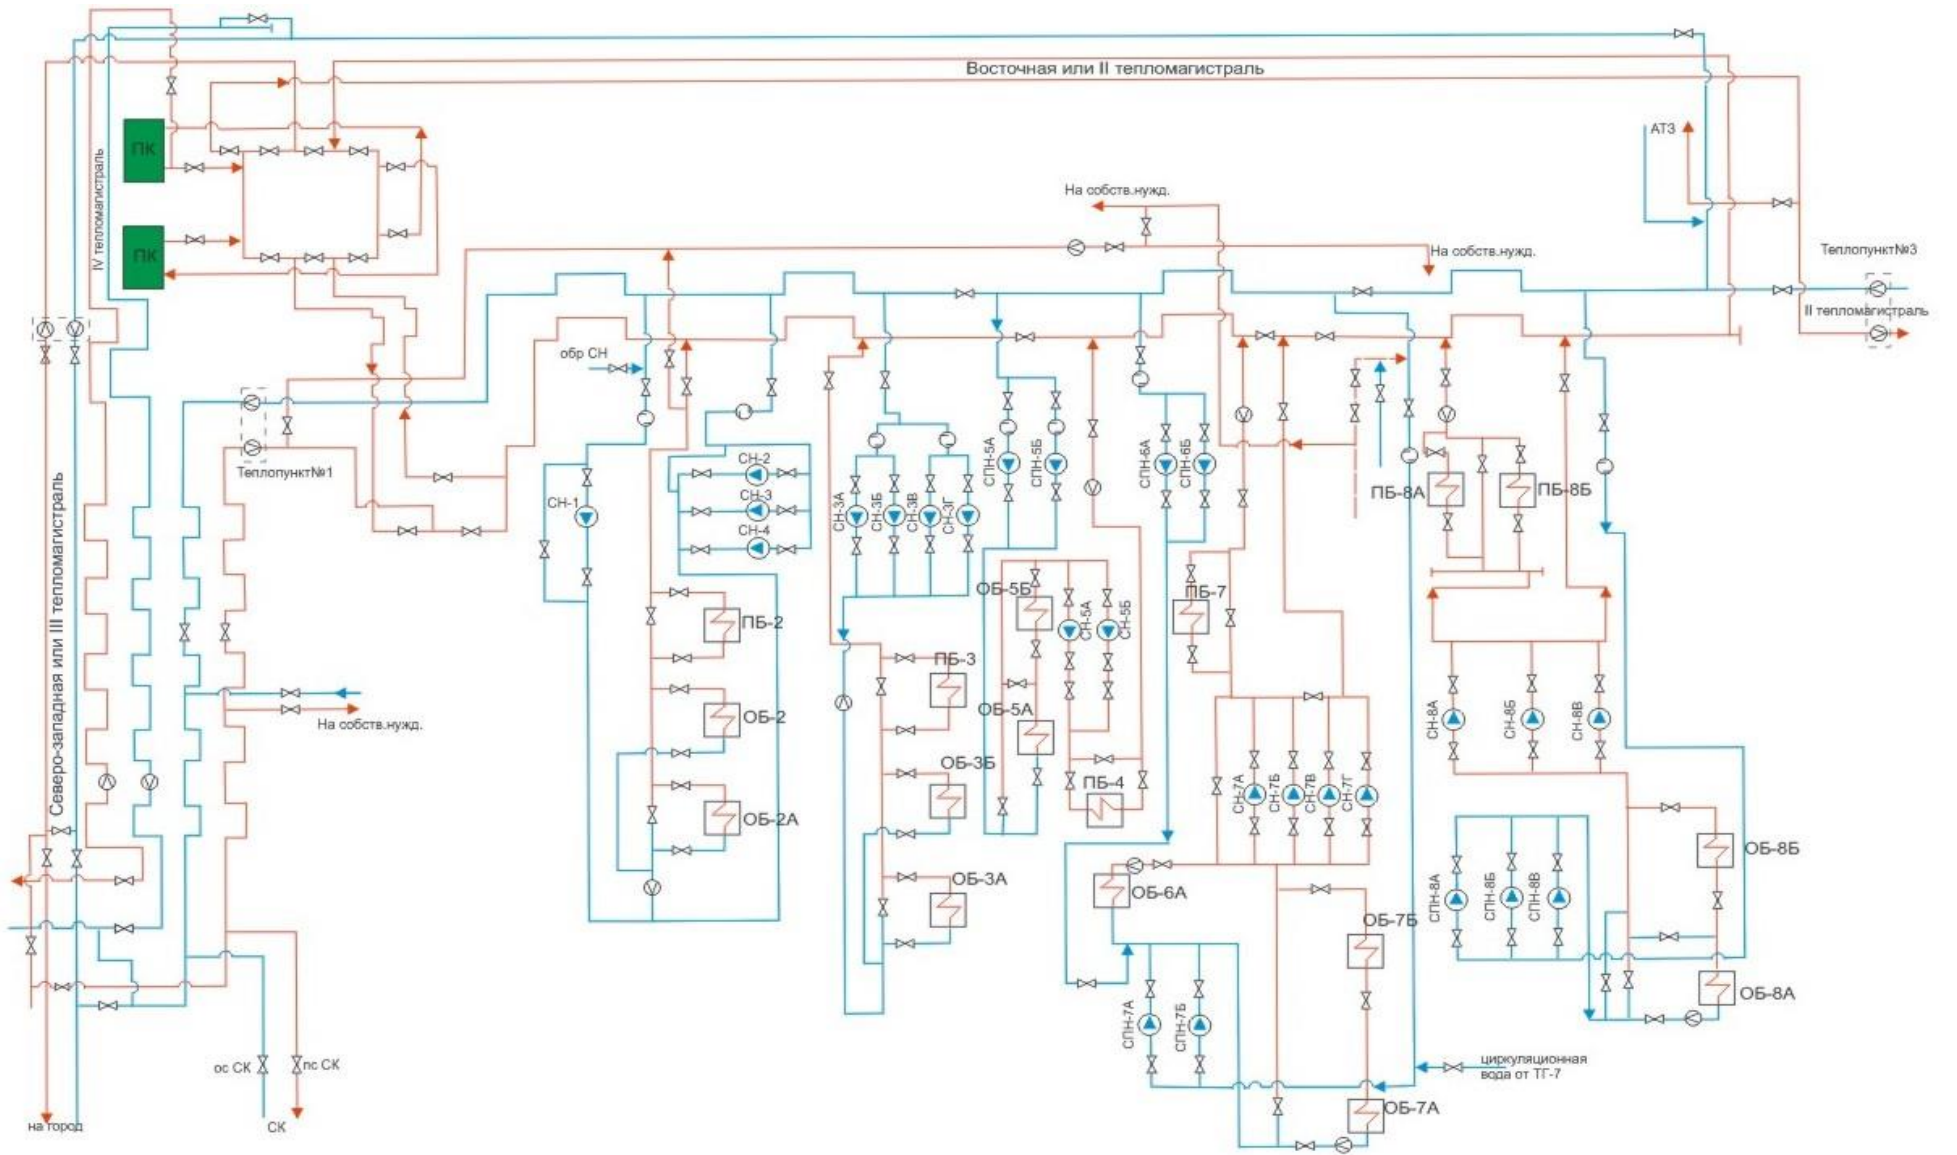 Восточная или II тепломагистраль
АТЗ
ПК
IV тепломагистраль
На собств.нужд.
ПК
На собств.нужд.
Теплопункт№3
II тепломагистраль
обр СН
Теплопункт№1
СН-2
СН-3
СН-4
СН-1
СН-3А
СН-3Б
СН-3В
СН-3Г
СПН-5А
СПН-5Б
СПН-6А
СПН-6Б
ПБ-8А
ПБ-8Б
Северо-западная или III тепломагистраль
ОБ-5Б
СН-5А
СН-5Б
ПБ-7
ПБ-2
ПБ-3
ОБ-2
ОБ-5А
На собств.нужд.
СН-8А
СН-8Б
СН-8В
ОБ-3Б
ПБ-4
СН-7А
СН-7Б
СН-7В
СН-7Г
ОБ-2А
ОБ-8Б
ОБ-3А
ОБ-6А
СПН-8А
СПН-8Б
СПН-8В
ОБ-7Б
ОБ-8А
СПН-7А
СПН-7Б
ос СК
пс СК
циркуляционная
вода от ТГ-7
ОБ-7А
на город
СК